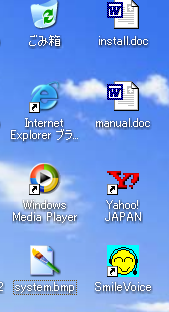 ごみ箱
install.doc
Internet
Explorer ブラ...
manual.doc
Windows
Media Player
Yahoo!
JAPAN
2
system.bmp
SmileVoice